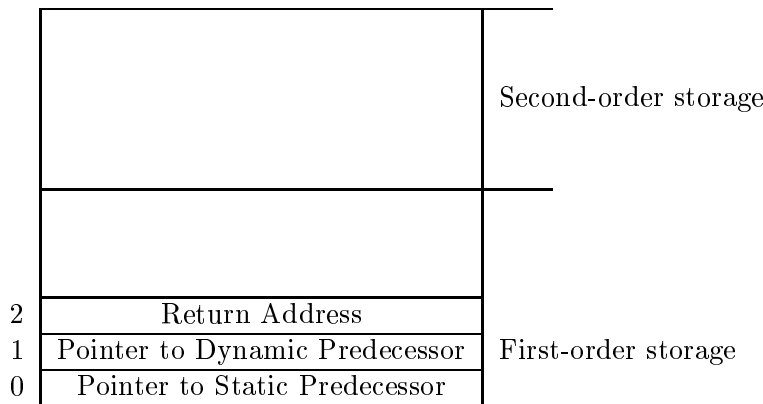 Second-order storage
2 Return Address
1 Pointer to Dynamic Predecessor First-order storage
0 Pointer to Static Predecessor